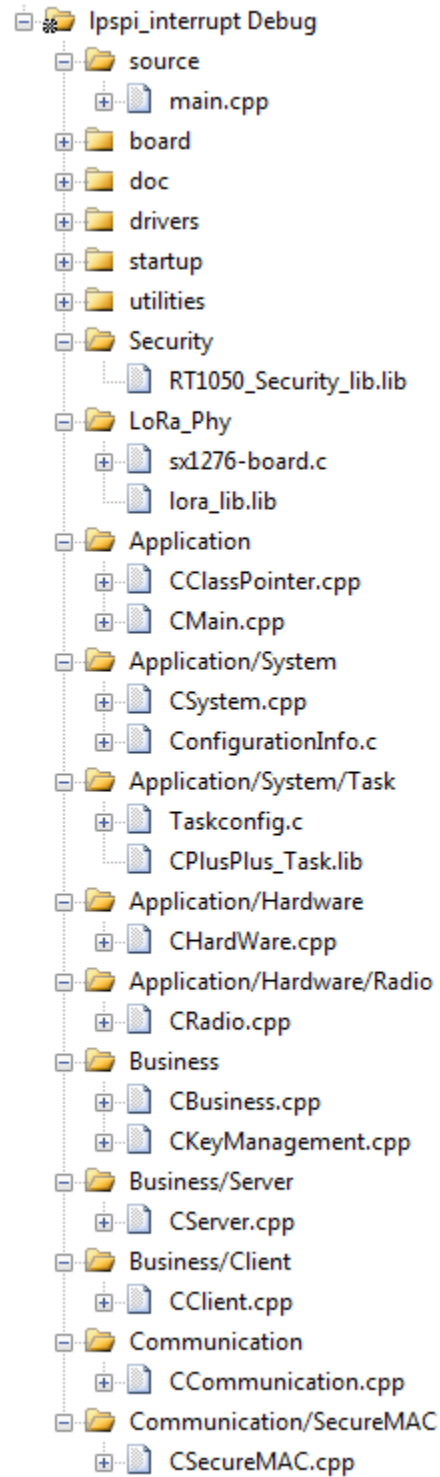 lpspi_interrupt Debug
source
main.cpp
board
doc
drivers
startup
utilities
Security
RT1050_Security_lib.lib
LoRa_Phy
sx1276-board.c
lora_lib.lib
Application
CClassPointer.cpp
CMain.cpp
Application/System
CSystem.cpp
ConfigurationInfo.c
Application/System/Task
Taskconfig.c
CPlusPlus_Task.lib
Application/Hardware
CHardWare.cpp
Application/Hardware/Radio
CRadio.cpp
Business
CBusiness.cpp
CKeyManagement.cpp
Business/Server
CServer.cpp
Business/Client
CClient.cpp
Communication
CCommunication.cpp
Communication/SecureMAC
CSecureMAC.cpp